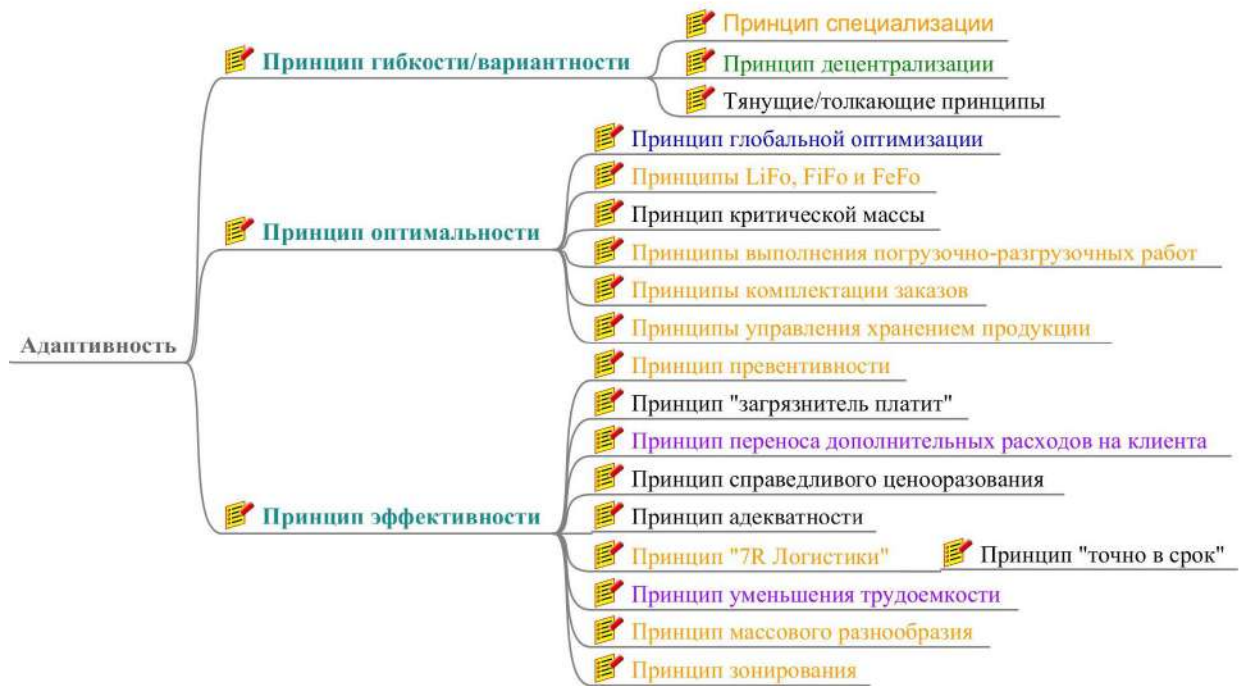 Принцип специализации
Принцип гибкости/вариантности
Принцип децентрализации
Тянущие/толкающие принципы
Принцип глобальной оптимизации
Принципы LiFo, FiFo и FeFo
Принцип критической массы
Принцип оптимальности
Принципы выполнения погрузочно-разгрузочных работ
Принципы комплектации заказов
Принципы управления хранением продукции
Адаптивность
Принцип превентивности
Принцип "загрязнитель платит"
Принцип переноса дополнительных расходов на клиента
Принцип справедливого ценооразования
Принцип эффективности
Принцип адекватности
Принцип "7R Логистики"
Принцип "точно в срок"
Принцип уменьшения трудоемкости
Принцип массового разнообразия
Принцип зонирования